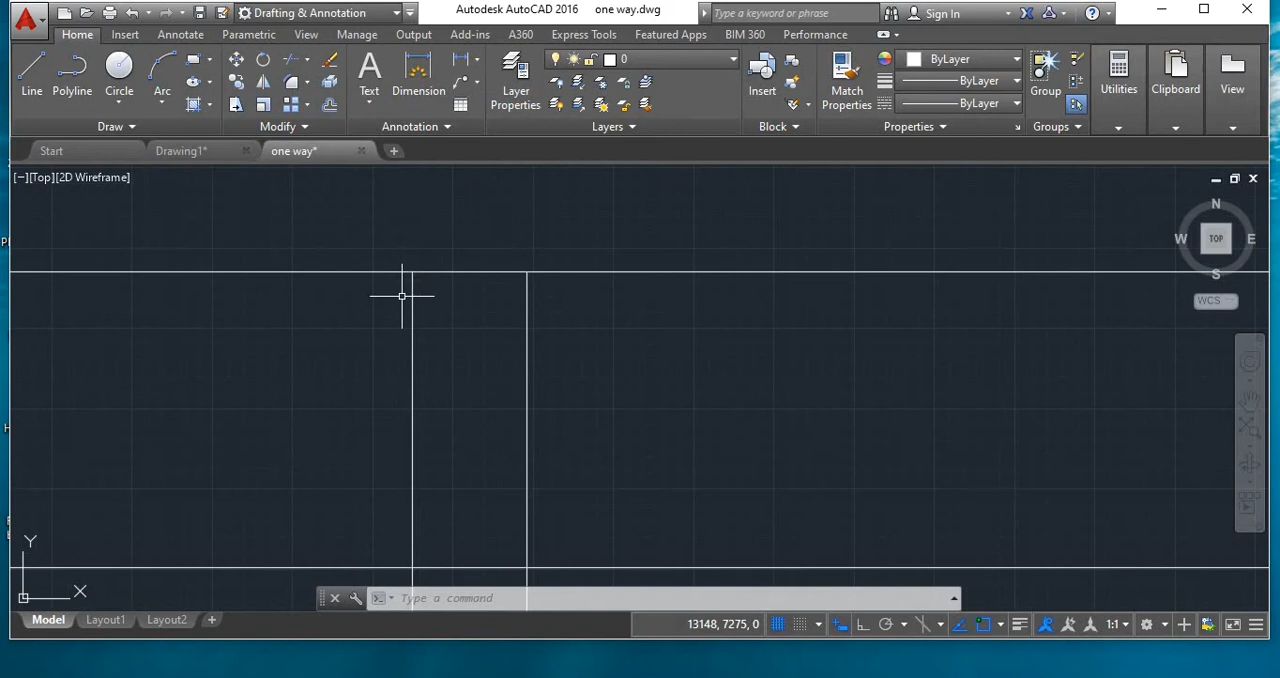 Drafting & Annotation
Autodesk AutoCAD 2016 one way.dwg
Type a keyword or phrase
Sign In
Home Insert Annotate Parametric View Manage Output Add-ins A360 Express Tools Featured Apps BIM 360 Performance
Line Polyline Circle Arc
Text Dimension
Layer Properties
0
Insert
Match Properties
ByLayer
ByLayer
ByLayer
Group
Utilities
Clipboard
View
Draw Modify Annotation Layers Block Properties Groups
Start Drawing1* one way*
[−][Top][2D Wireframe]
N
W TOP E
S
WCS
Y
X
Type a command
Model Layout1 Layout2
13148, 7275, 0
1:1